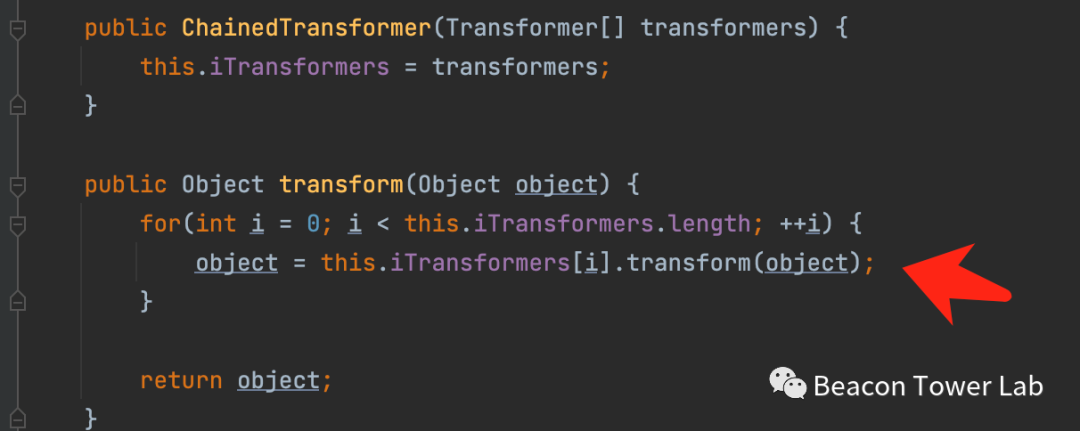 public ChainedTransformer(Transformer[] transformers) {
this.iTransformers = transformers;
}
public Object transform(Object object) {
for(int i = 0; i < this.iTransformers.length; ++i) {
object = this.iTransformers[i].transform(object);
}
return object;
}
Beacon Tower Lab